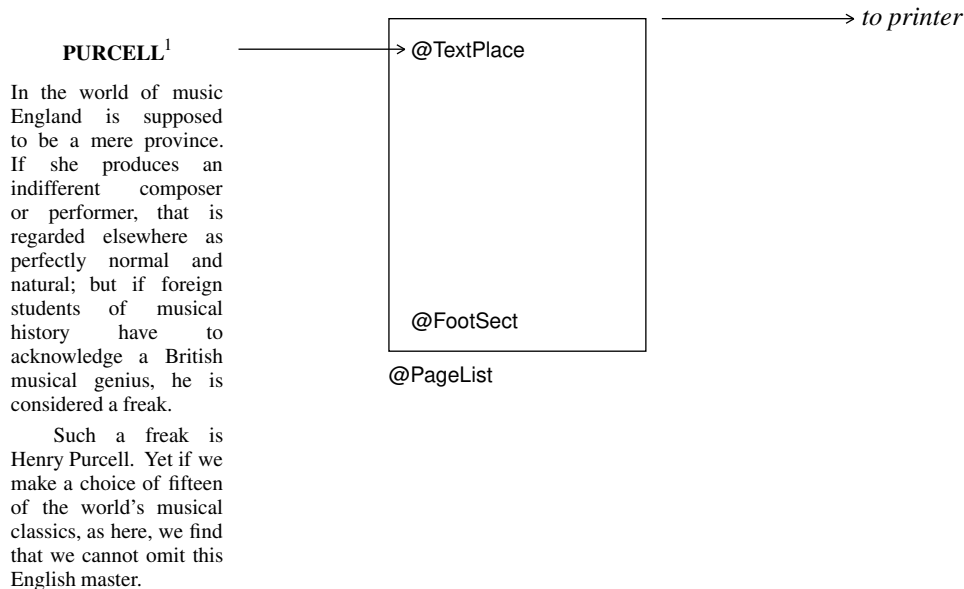 to printer
PURCELL1
@TextPlace
In the world of music
England is supposed
to be a mere province.
If she produces an
indifferent composer
or performer, that is
regarded elsewhere as
perfectly normal and
natural; but if foreign
students of musical
history have to
acknowledge a British
musical genius, he is
considered a freak.
Such a freak is
Henry Purcell. Yet if we
make a choice of fifteen
of the world's musical
classics, as here, we find
that we cannot omit this
English master.
@FootSect
@PageList